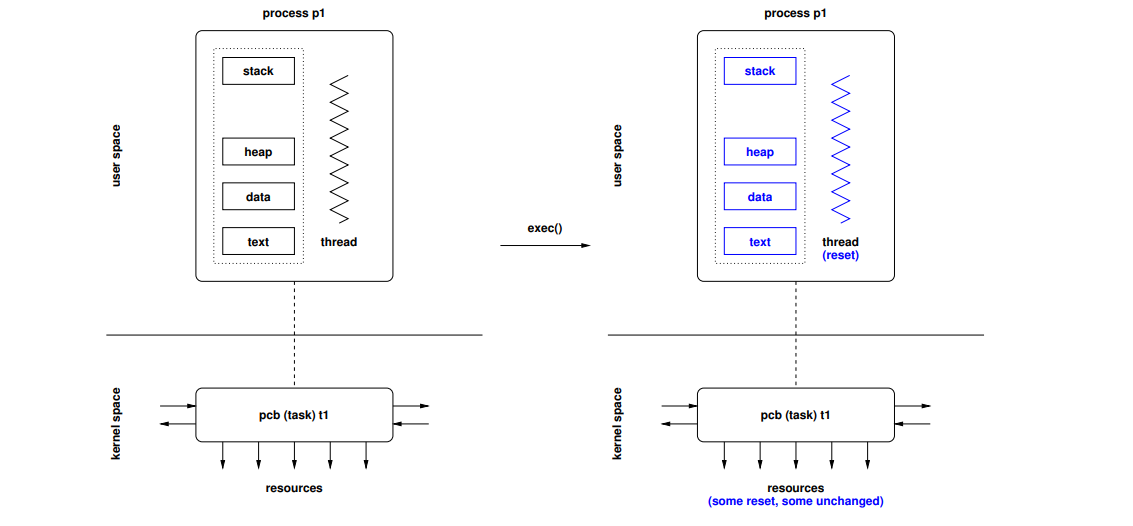 process p1
stack
heap
data
text
thread
user space
pcb (task) t1
kernel space
resources
exec()
process p1
stack
heap
data
text
thread
(reset)
user space
pcb (task) t1
kernel space
resources
(some reset, some unchanged)